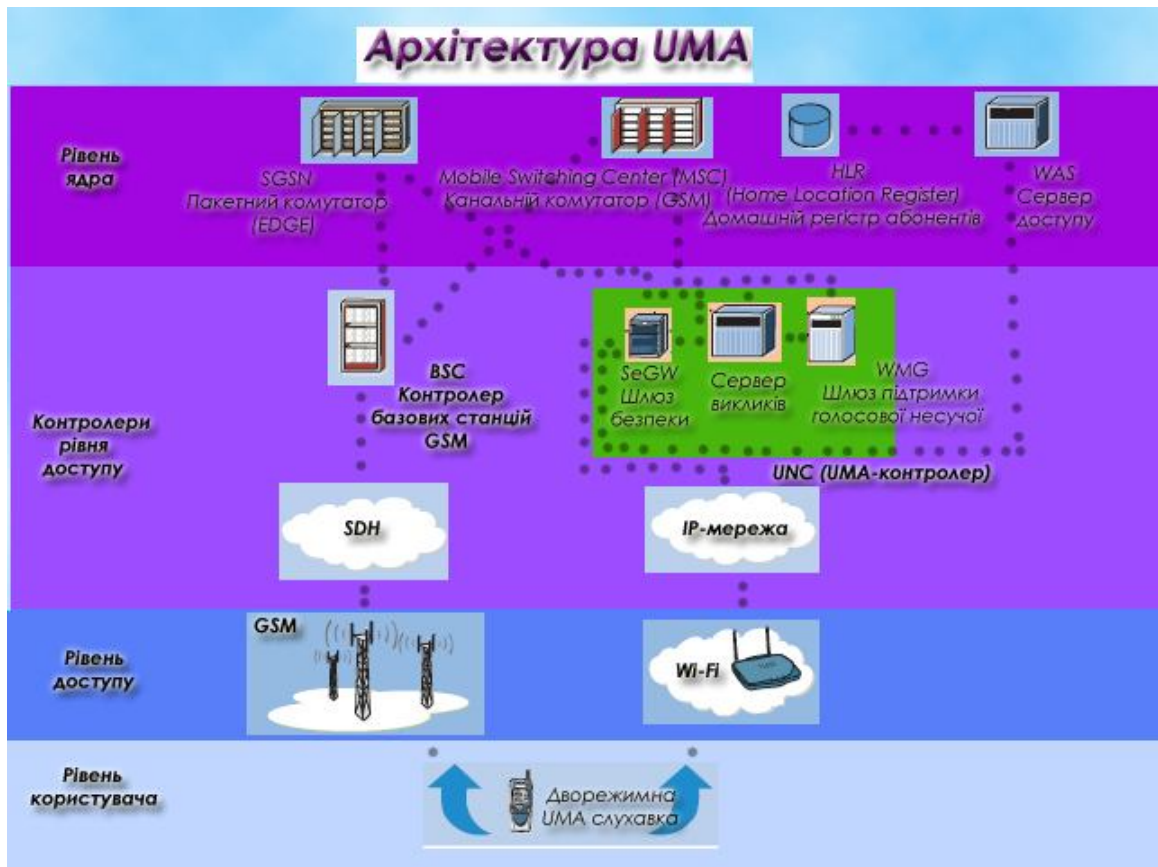 Архітектура UMA
Рівень
ядра
SGSN
Пакетний комутатор
(EDGE)
Mobile Switching Center (MSC)
Канальній комутатор (GSM)
HLR
(Home Location Register)
Домашній регістр абонентів
WAS
Сервер
доступу
Контролери
рівня
доступу
BSC
Контролер
базових станцій
GSM
SeGW
Шлюз
безпеки
Сервер
викликів
WMG
Шлюз підтримки
голосової несучої
UNC (UMA-контролер)
SDH
IP-мережа
Рівень
доступу
GSM
Wi-Fi
Рівень
користувача
Дворежимна
UMA слухавка